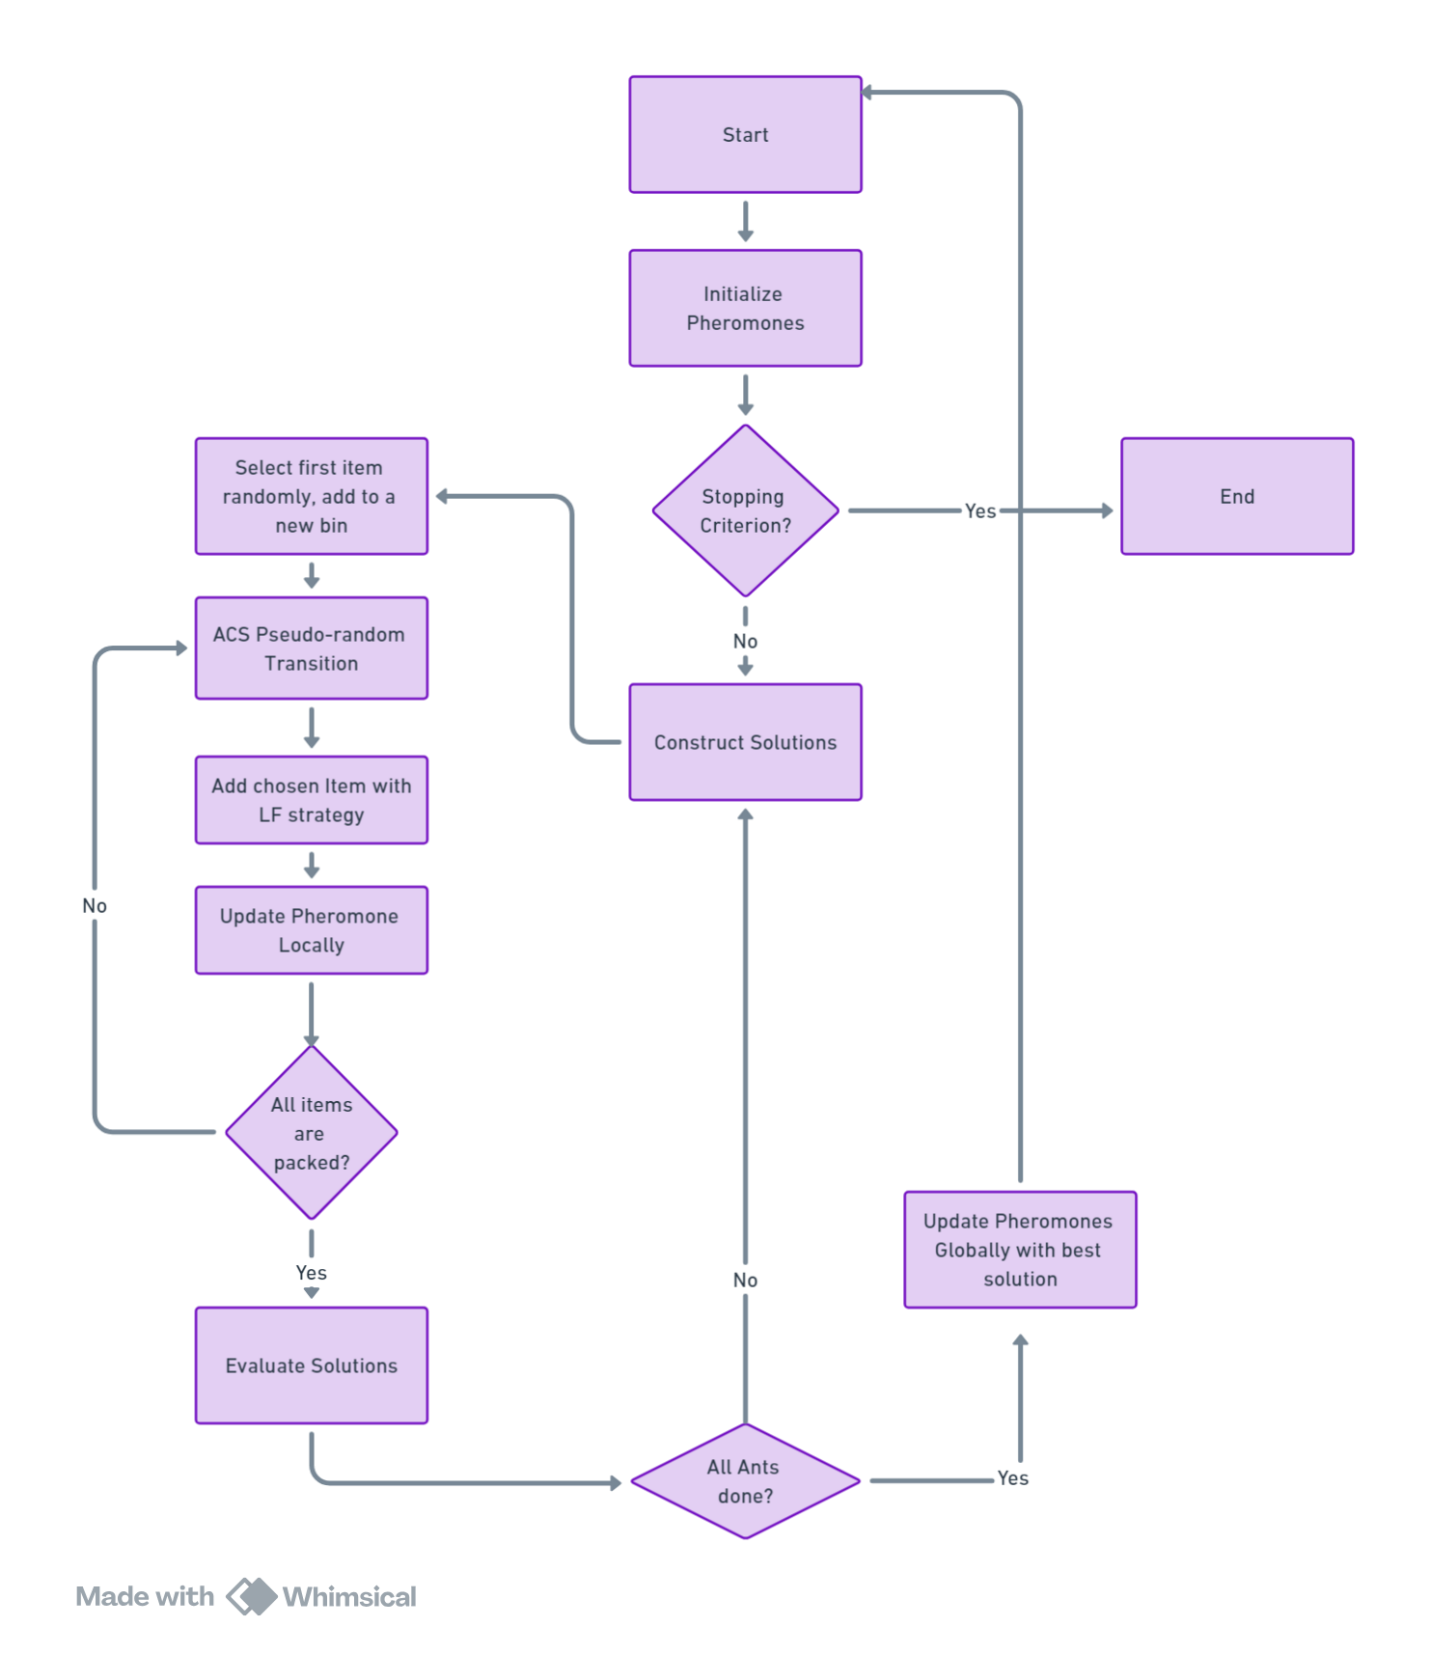 Start
Initialize
Pheromones
Stopping
Criterion?
Yes
End
No
Construct Solutions
Select first item
randomly, add to a
new bin
ACS Pseudo-random
Transition
Add chosen Item with
LF strategy
Update Pheromone
Locally
No
All items
are
packed?
Yes
Evaluate Solutions
All Ants
done?
No
Yes
Update Pheromones
Globally with best
solution
Made with Whimsical